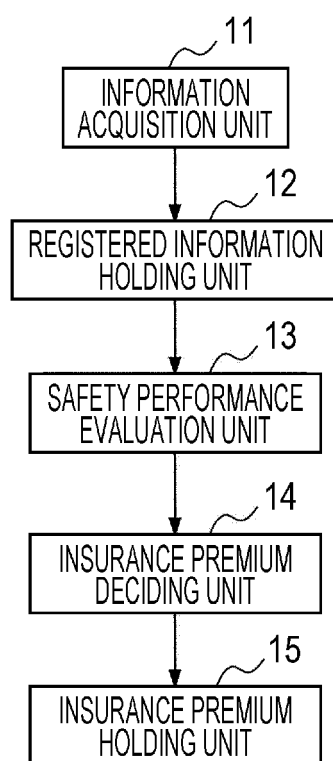 11
INFORMATION
ACQUISITION UNIT
12
REGISTERED INFORMATION
HOLDING UNIT
13
SAFETY PERFORMANCE
EVALUATION UNIT
14
INSURANCE PREMIUM
DECIDING UNIT
15
INSURANCE PREMIUM
HOLDING UNIT